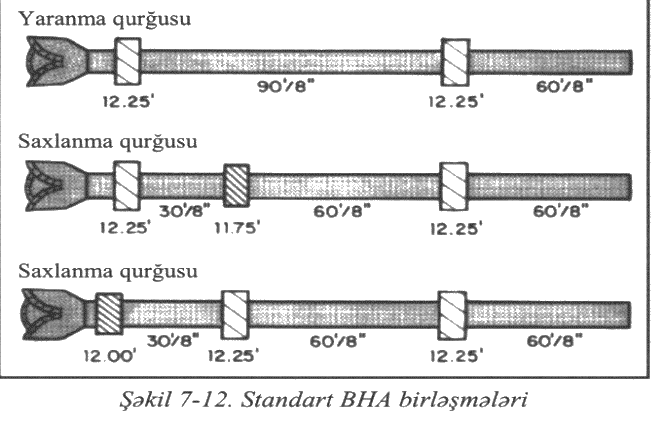 Yaranma qurğusu
90'/8" 60'/8"
12.25' 12.25'
Saxlanma qurğusu
30'/8" 60'/8" 60'/8"
12.25' 11.75' 12.25'
Saxlanma qurğusu
30'/8" 60'/8" 60'/8"
12.00' 12.25' 12.25'
Şəkil 7-12. Standart BHA birləşmələri